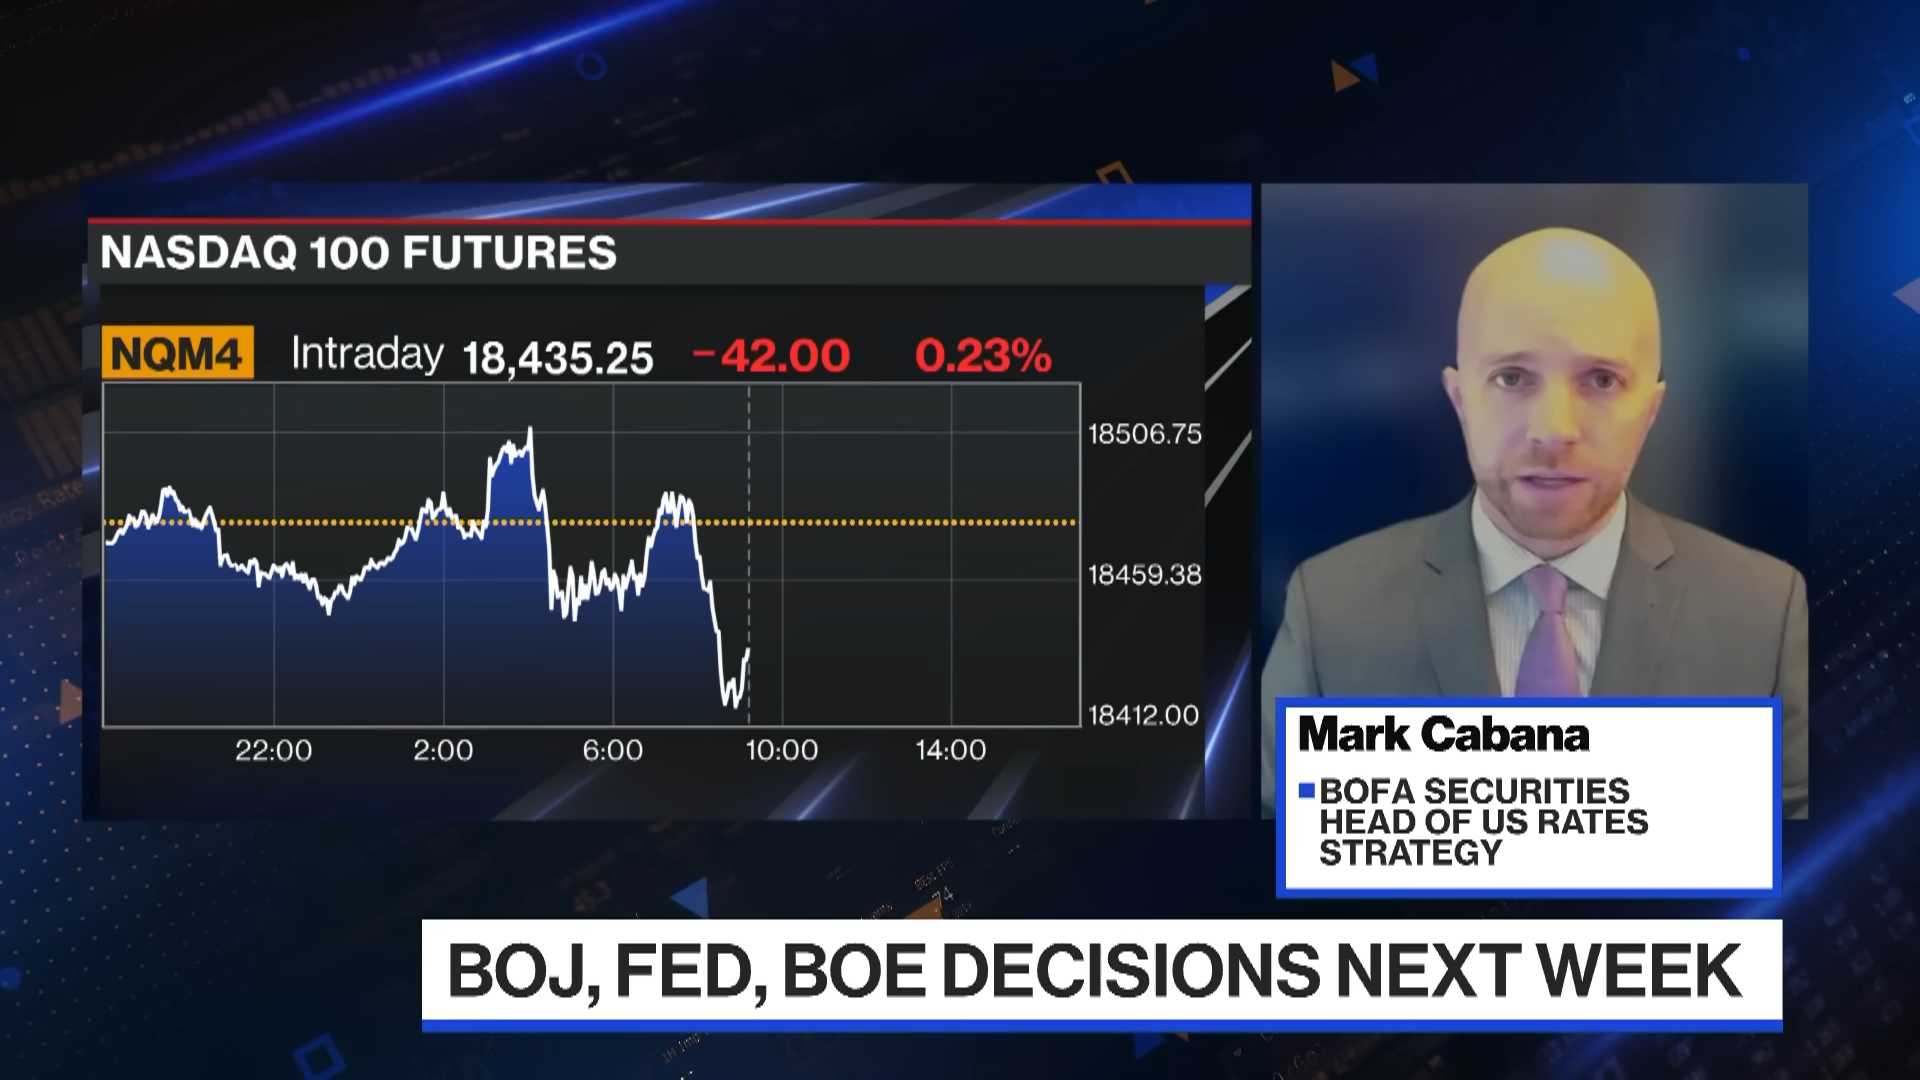 NASDAQ 100 FUTURES
NQM4 Intraday 18,435.25 -42.00 0.23%
18506.75
18459.38
18412.00
22:00 2:00 6:00 10:00 14:00
Mark Cabana
BOFA SECURITIES
HEAD OF US RATES
STRATEGY
BOJ, FED, BOE DECISIONS NEXT WEEK